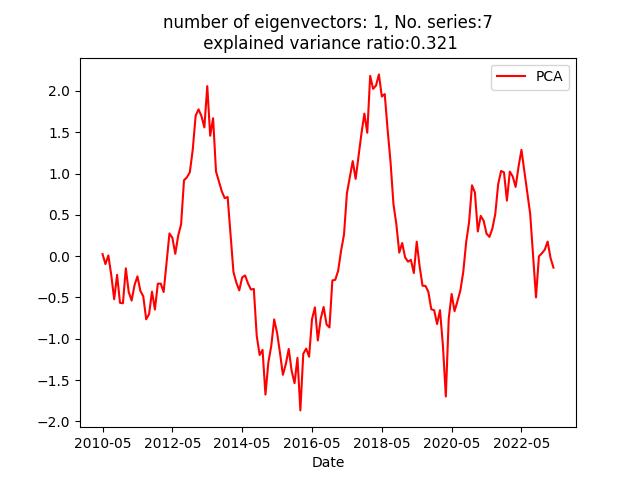 number of eigenvectors: 1, No. series:7
explained variance ratio:0.321
PCA
2.0
1.5
1.0
0.5
0.0
−0.5
−1.0
−1.5
−2.0
2010-05 2012-05 2014-05 2016-05 2018-05 2020-05 2022-05
Date